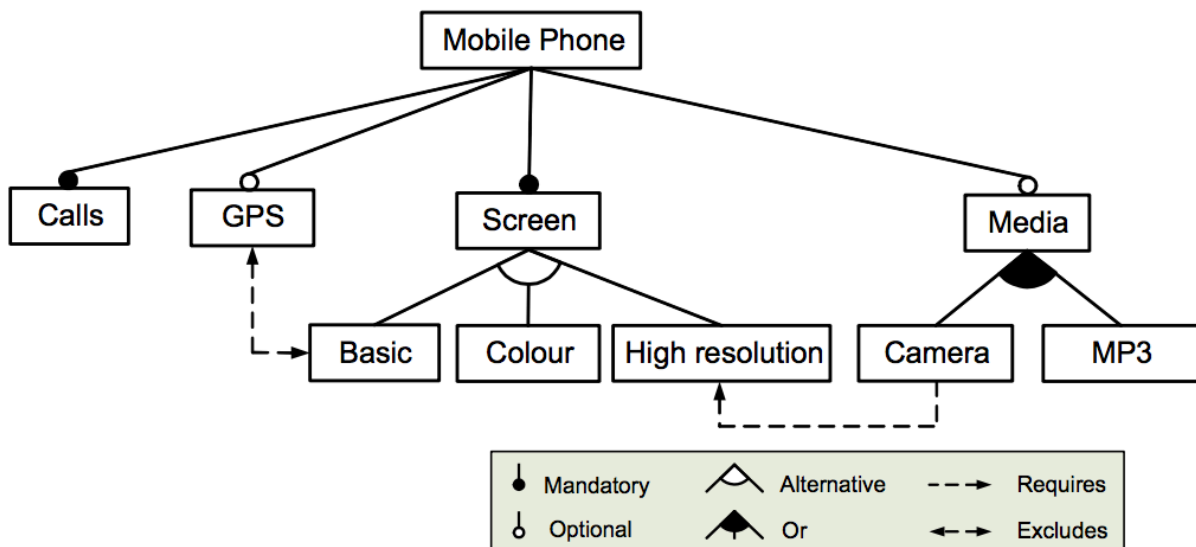 Mobile Phone
Calls
GPS
Screen
Media
Basic
Colour
High resolution
Camera
MP3
Mandatory
Alternative
Requires
Optional
Or
Excludes